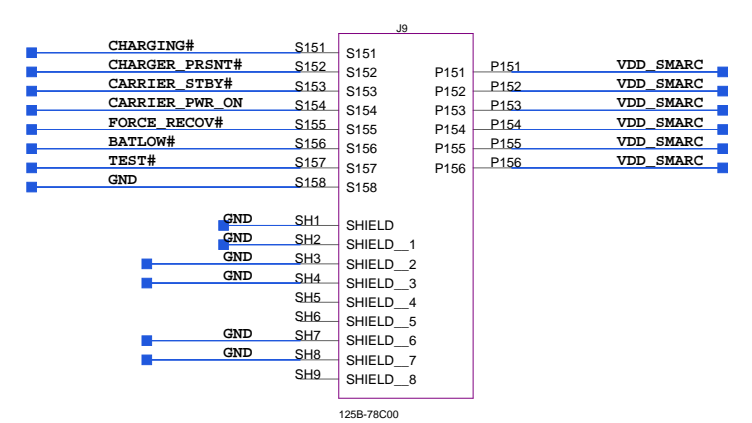 J9
CHARGING# S151 S151
CHARGER_PRSNT# S152 S152 P151 P151 VDD_SMARC
CARRIER_STBY# S153 S153 P152 P152 VDD_SMARC
CARRIER_PWR_ON S154 S154 P153 P153 VDD_SMARC
FORCE_RECOV# S155 S155 P154 P154 VDD_SMARC
BATLOW# S156 S156 P155 P155 VDD_SMARC
TEST# S157 S157 P156 P156 VDD_SMARC
GND S158 S158
GND SH1 SHIELD
GND SH2 SHIELD__1
GND SH3 SHIELD__2
GND SH4 SHIELD__3
SH5 SHIELD__4
SH6 SHIELD__5
GND SH7 SHIELD__6
GND SH8 SHIELD__7
SH9 SHIELD__8
125B-78C00